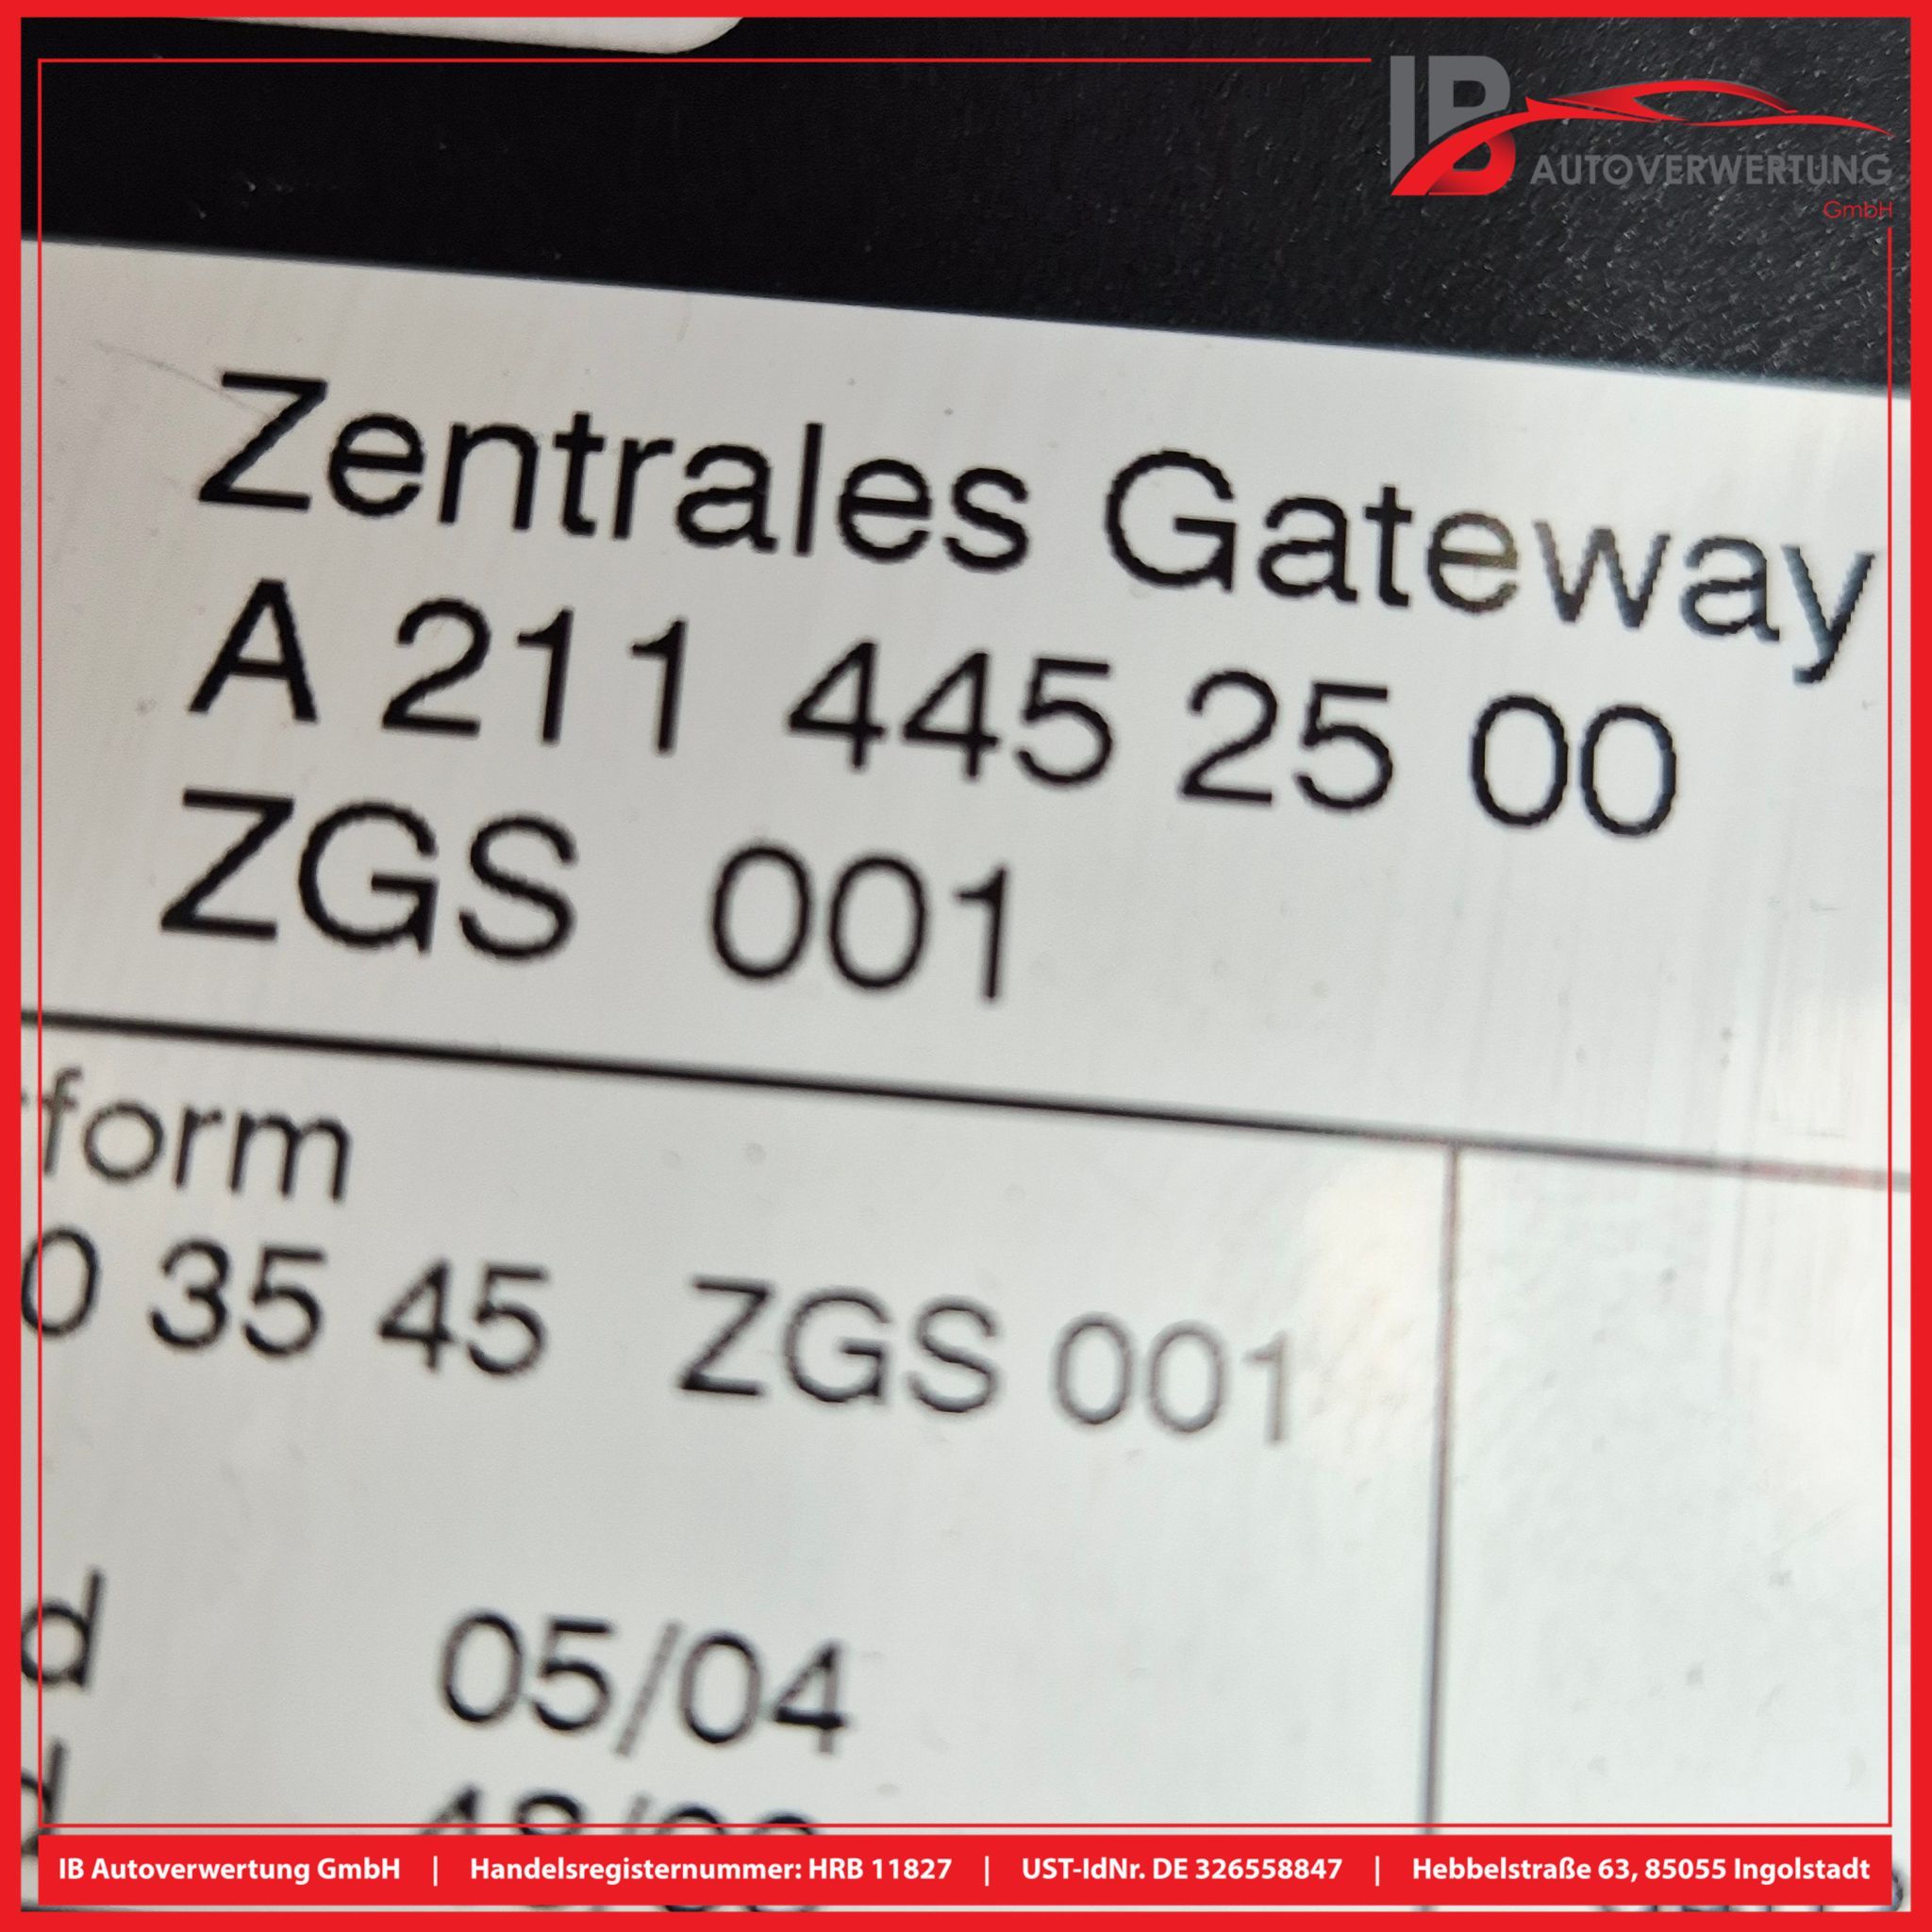 IB
AUTOVERWERTUNG
GmbH
Zentrales Gateway
A 211 445 25 00
ZGS 001
form
0 35 45 ZGS 001
d 05/04
IB Autoverwertung GmbH | Handelsregisternummer: HRB 11827 | UST-IdNr. DE 326558847 | Hebbelstraße 63, 85055 Ingolstadt